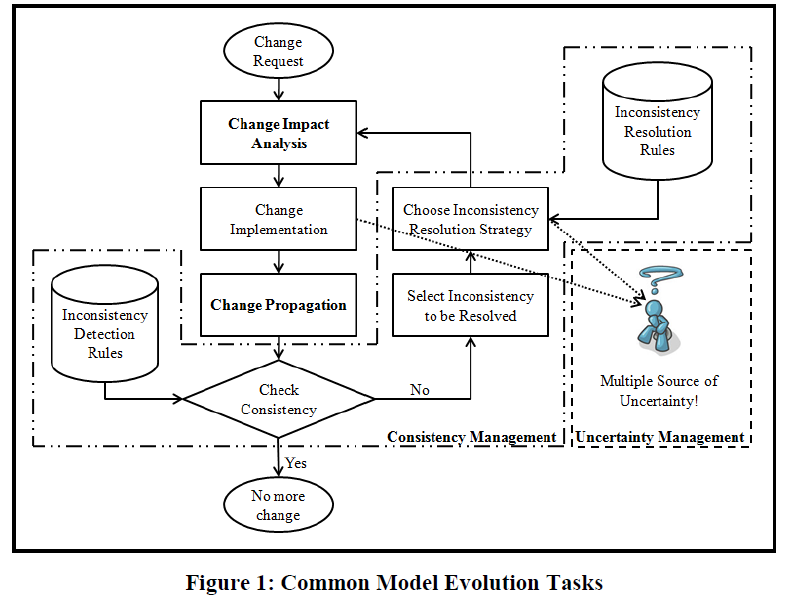 Change
Request
Change Impact
Analysis
Change
Implementation
Change Propagation
Inconsistency
Detection
Rules
Check
Consistency
Yes
No more
change
No
Select Inconsistency
to be Resolved
Choose Inconsistency
Resolution Strategy
Inconsistency
Resolution
Rules
Multiple Source of
Uncertainty!
Consistency Management
Uncertainty Management
Figure 1: Common Model Evolution Tasks